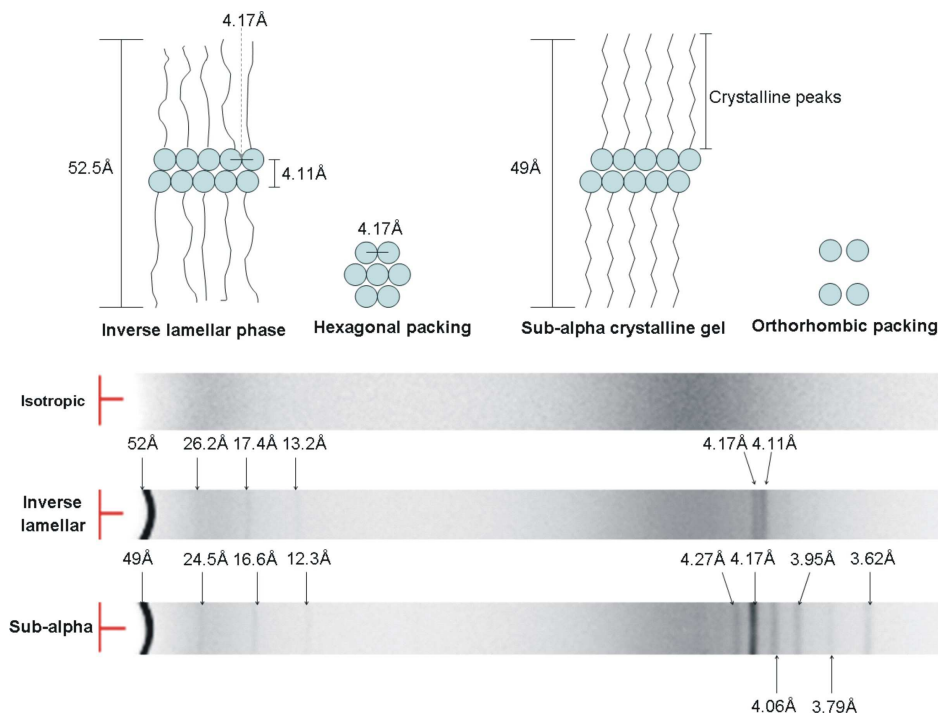 4.17Å
52.5Å
4.11Å
4.17Å
Inverse lamellar phase
Hexagonal packing
49Å
Crystalline peaks
Sub-alpha crystalline gel
Orthorhombic packing
Isotropic
52Å 26.2Å 17.4Å 13.2Å 4.17Å 4.11Å
Inverse
lamellar
49Å 24.5Å 16.6Å 12.3Å 4.27Å 4.17Å 3.95Å 3.62Å
Sub-alpha
4.06Å 3.79Å